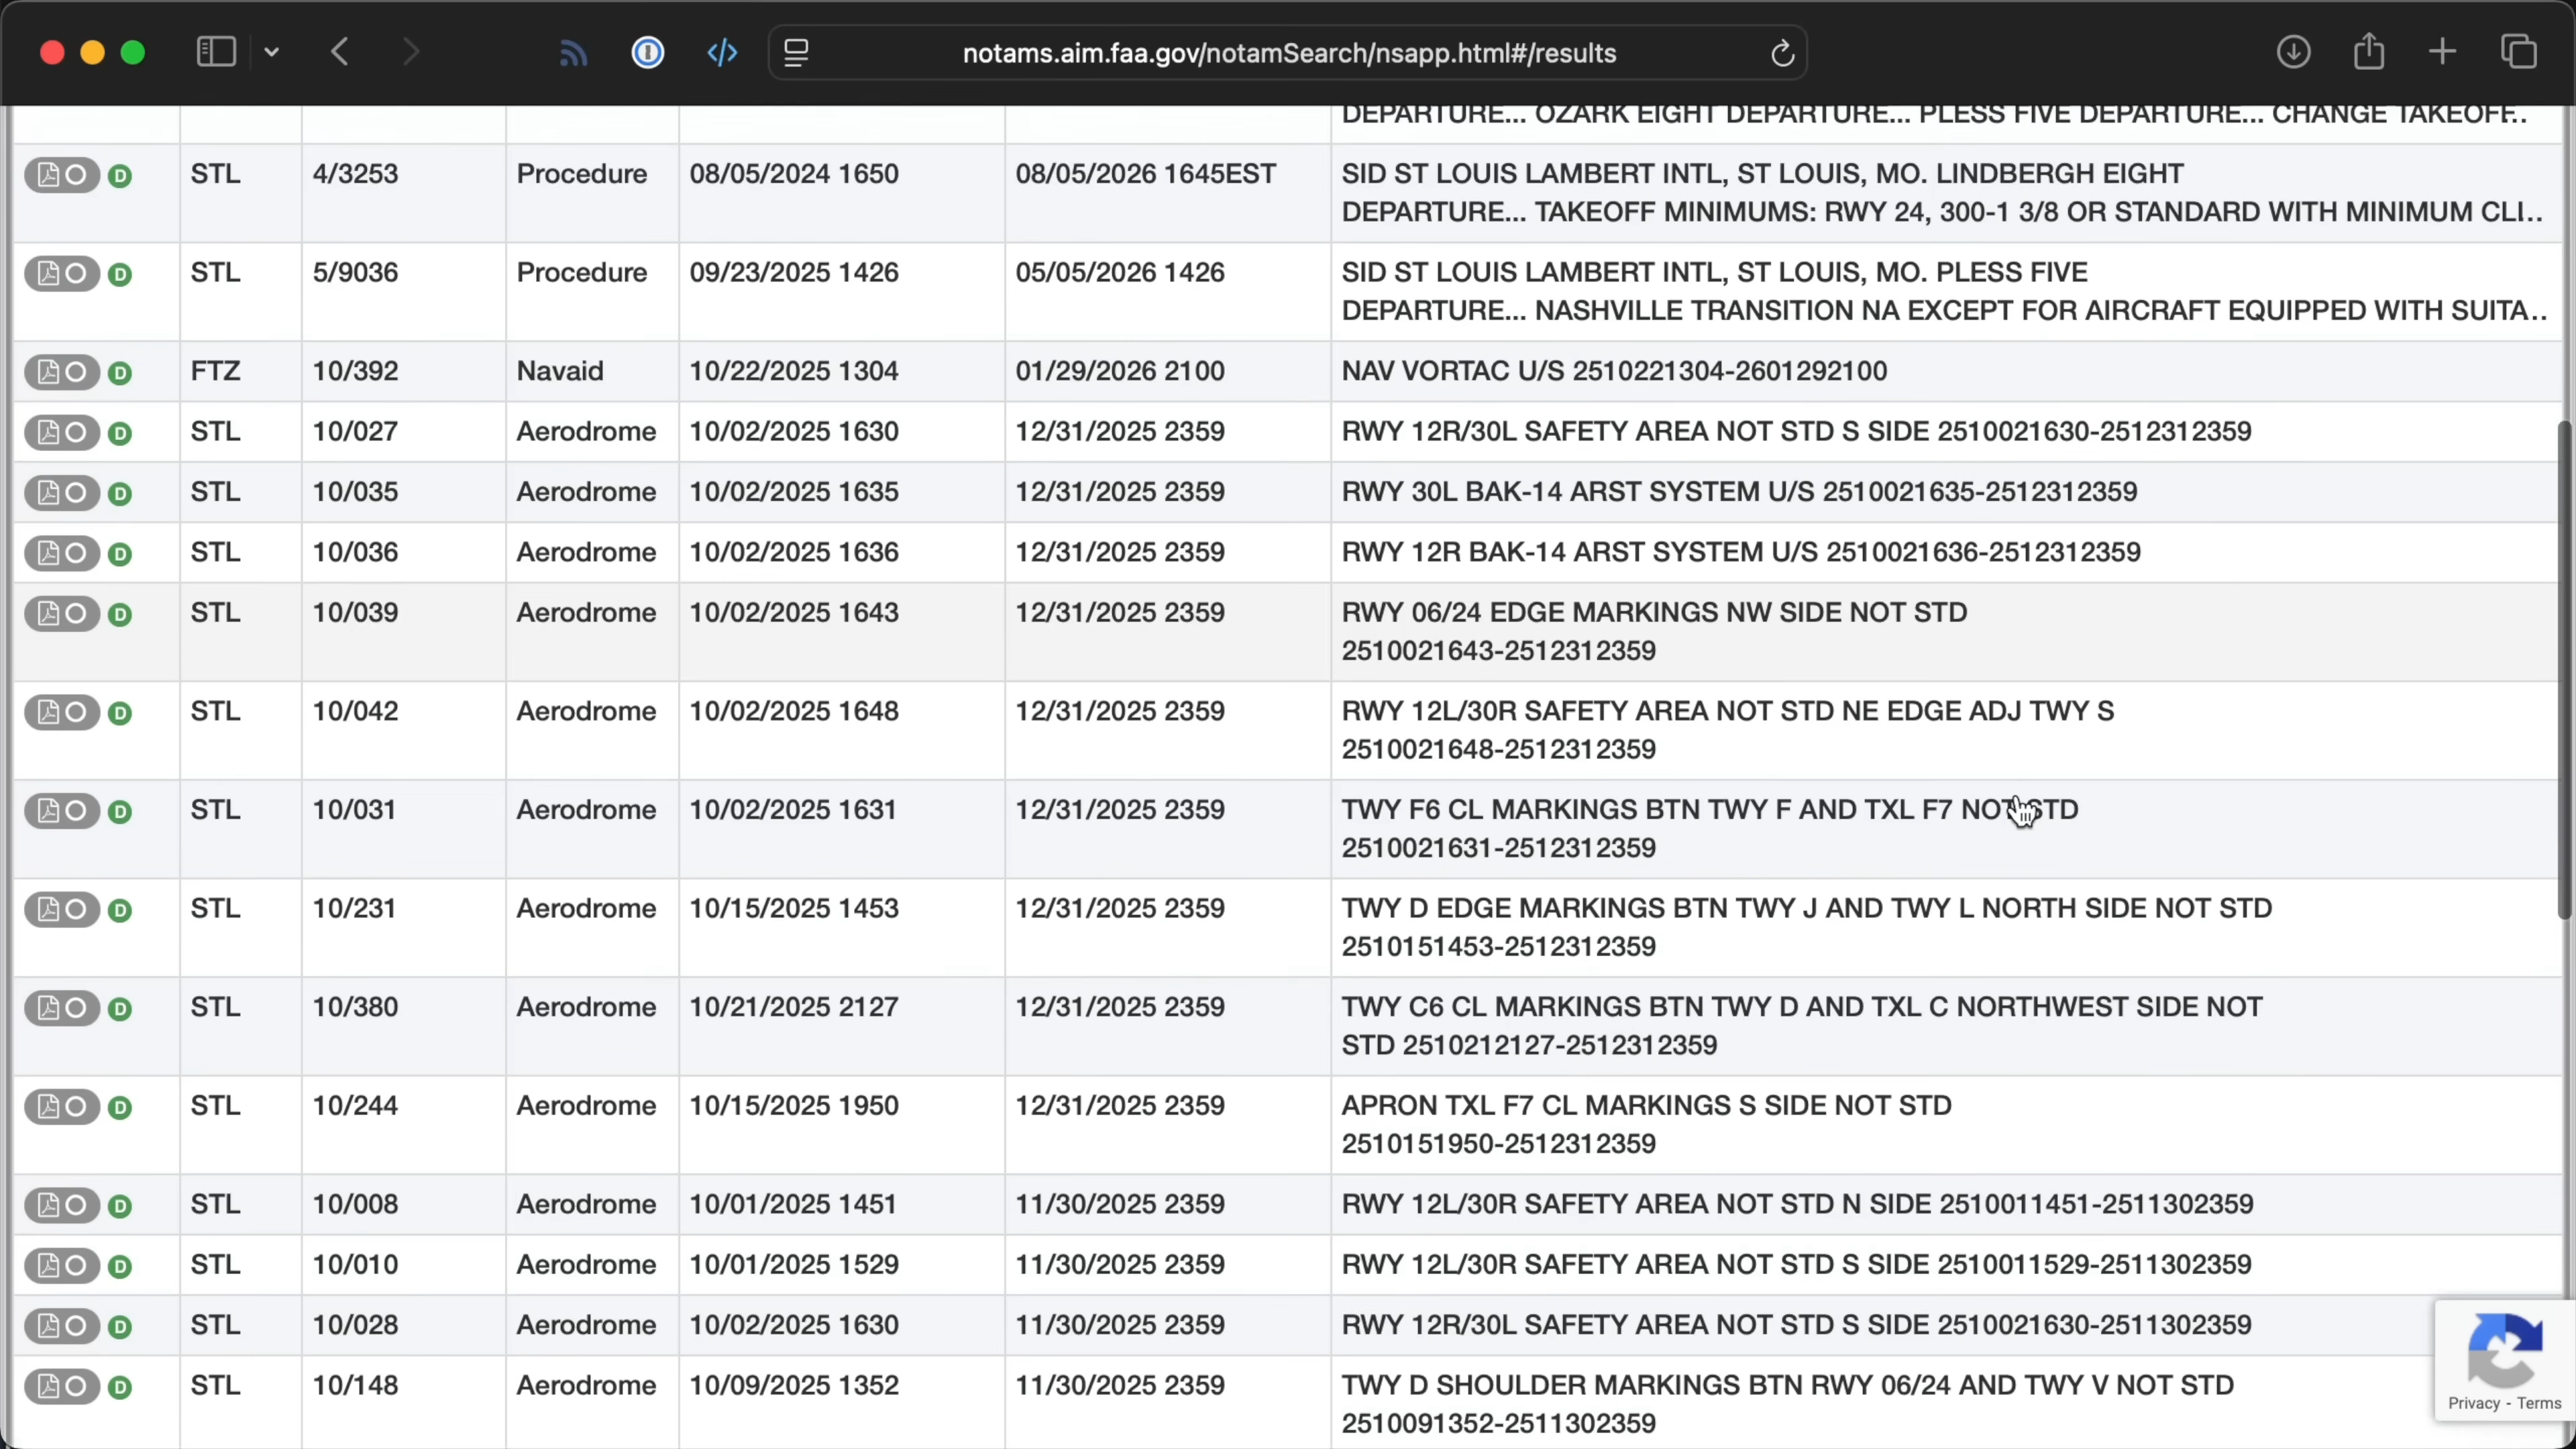 notams.aim.faa.gov/notamSearch/nsapp.html#/results
DEPARTURE... OZARK EIGHT DEPARTURE... PLESS FIVE DEPARTURE... CHANGE TAKEOFF..
D STL 4/3253 Procedure 08/05/2024 1650 08/05/2026 1645EST SID ST LOUIS LAMBERT INTL, ST LOUIS, MO. LINDBERGH EIGHT
DEPARTURE... TAKEOFF MINIMUMS: RWY 24, 300-1 3/8 OR STANDARD WITH MINIMUM CLI..
D STL 5/9036 Procedure 09/23/2025 1426 05/05/2026 1426 SID ST LOUIS LAMBERT INTL, ST LOUIS, MO. PLESS FIVE
DEPARTURE... NASHVILLE TRANSITION NA EXCEPT FOR AIRCRAFT EQUIPPED WITH SUITA..
D FTZ 10/392 Navaid 10/22/2025 1304 01/29/2026 2100 NAV VORTAC U/S 2510221304-2601292100
D STL 10/027 Aerodrome 10/02/2025 1630 12/31/2025 2359 RWY 12R/30L SAFETY AREA NOT STD S SIDE 2510021630-2512312359
D STL 10/035 Aerodrome 10/02/2025 1635 12/31/2025 2359 RWY 30L BAK-14 ARST SYSTEM U/S 2510021635-2512312359
D STL 10/036 Aerodrome 10/02/2025 1636 12/31/2025 2359 RWY 12R BAK-14 ARST SYSTEM U/S 2510021636-2512312359
D STL 10/039 Aerodrome 10/02/2025 1643 12/31/2025 2359 RWY 06/24 EDGE MARKINGS NW SIDE NOT STD
2510021643-2512312359
D STL 10/042 Aerodrome 10/02/2025 1648 12/31/2025 2359 RWY 12L/30R SAFETY AREA NOT STD NE EDGE ADJ TWY S
2510021648-2512312359
D STL 10/031 Aerodrome 10/02/2025 1631 12/31/2025 2359 TWY F6 CL MARKINGS BTN TWY F AND TXL F7 NOT STD
2510021631-2512312359
D STL 10/231 Aerodrome 10/15/2025 1453 12/31/2025 2359 TWY D EDGE MARKINGS BTN TWY J AND TWY L NORTH SIDE NOT STD
2510151453-2512312359
D STL 10/380 Aerodrome 10/21/2025 2127 12/31/2025 2359 TWY C6 CL MARKINGS BTN TWY D AND TXL C NORTHWEST SIDE NOT
STD 2510212127-2512312359
D STL 10/244 Aerodrome 10/15/2025 1950 12/31/2025 2359 APRON TXL F7 CL MARKINGS S SIDE NOT STD
2510151950-2512312359
D STL 10/008 Aerodrome 10/01/2025 1451 11/30/2025 2359 RWY 12L/30R SAFETY AREA NOT STD N SIDE 2510011451-2511302359
D STL 10/010 Aerodrome 10/01/2025 1529 11/30/2025 2359 RWY 12L/30R SAFETY AREA NOT STD S SIDE 2510011529-2511302359
D STL 10/028 Aerodrome 10/02/2025 1630 11/30/2025 2359 RWY 12R/30L SAFETY AREA NOT STD S SIDE 2510021630-2511302359
D STL 10/148 Aerodrome 10/09/2025 1352 11/30/2025 2359 TWY D SHOULDER MARKINGS BTN RWY 06/24 AND TWY V NOT STD
2510091352-2511302359
Privacy - Terms